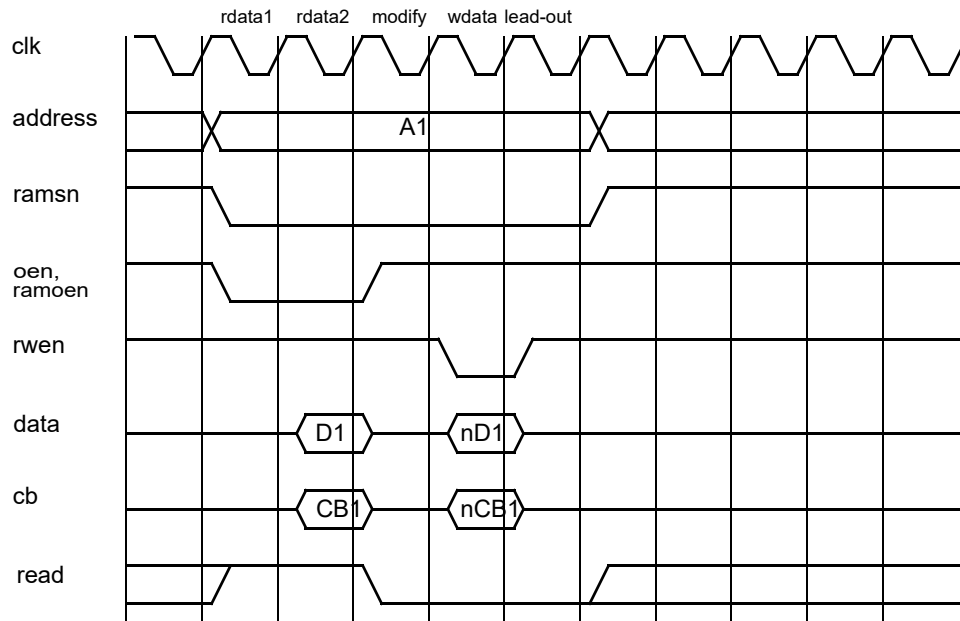 rdata1 rdata2 modify wdata lead-out
clk
address A1
ramsn
oen,
ramoen
rwen
data D1 nD1
cb CB1 nCB1
read